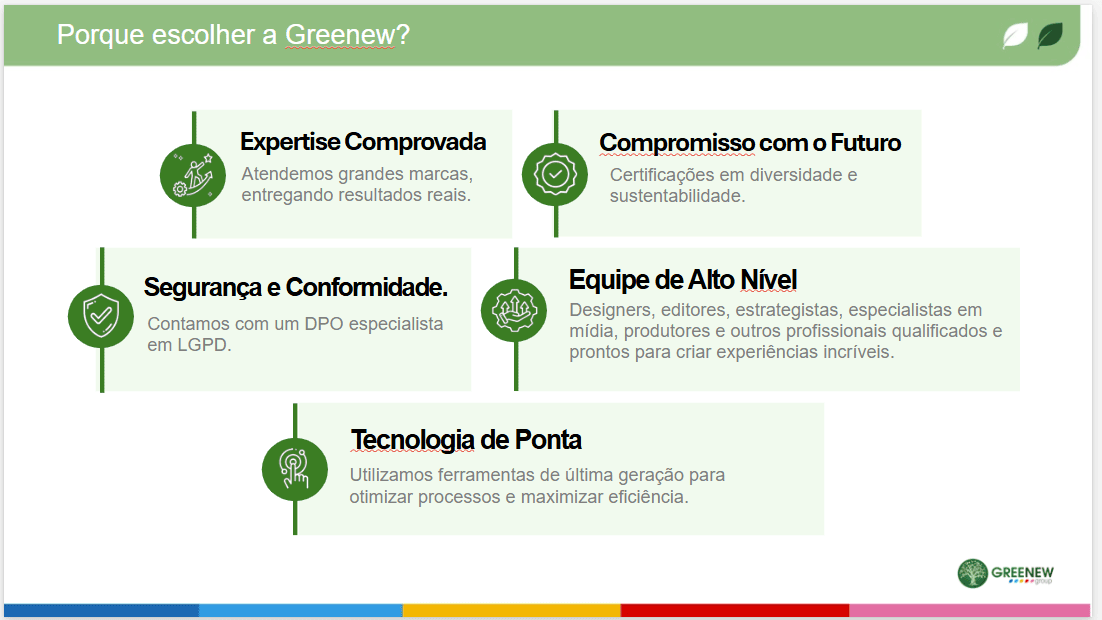 Porque escolher a Greenew?
Expertise Comprovada
Atendemos grandes marcas,
entregando resultados reais.
Compromisso com o Futuro
Certificações em diversidade e
sustentabilidade.
Segurança e Conformidade.
Contamos com um DPO especialista
em LGPD.
Equipe de Alto Nível
Designers, editores, estrategistas, especialistas em
mídia, produtores e outros profissionais qualificados e
prontos para criar experiências incríveis.
Tecnologia de Ponta
Utilizamos ferramentas de última geração para
otimizar processos e maximizar eficiência.
GREENEW
group